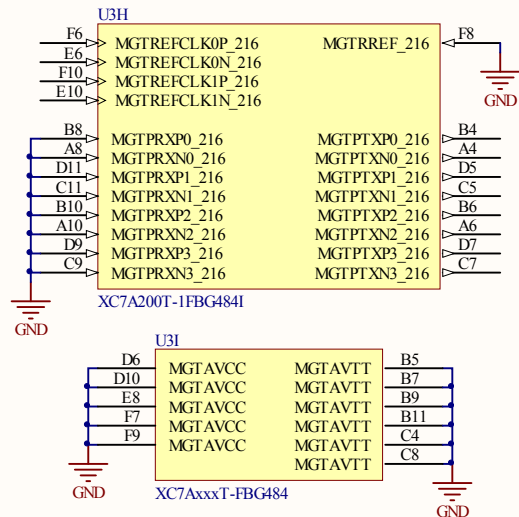 U3H
F6 MGTREFCLK0P_216 MGTRREF_216 F8
E6 MGTREFCLK0N_216
F10 MGTREFCLK1P_216
E10 MGTREFCLK1N_216
GND
B8 MGTPRXP0_216 MGTPTXP0_216 B4
A8 MGTPRXN0_216 MGTPTXN0_216 A4
D11 MGTPRXP1_216 MGTPTXP1_216 D5
C11 MGTPRXN1_216 MGTPTXN1_216 C5
B10 MGTPRXP2_216 MGTPTXP2_216 B6
A10 MGTPRXN2_216 MGTPTXN2_216 A6
D9 MGTPRXP3_216 MGTPTXP3_216 D7
C9 MGTPRXN3_216 MGTPTXN3_216 C7
XC7A200T-1FBG484I
GND
U3I
D6 MGTAVCC MGTAVTT B5
D10 MGTAVCC MGTAVTT B7
E8 MGTAVCC MGTAVTT B9
F7 MGTAVCC MGTAVTT B11
F9 MGTAVCC MGTAVTT C4
MGTAVTT C8
GND XC7AxxxT-FBG484 GND